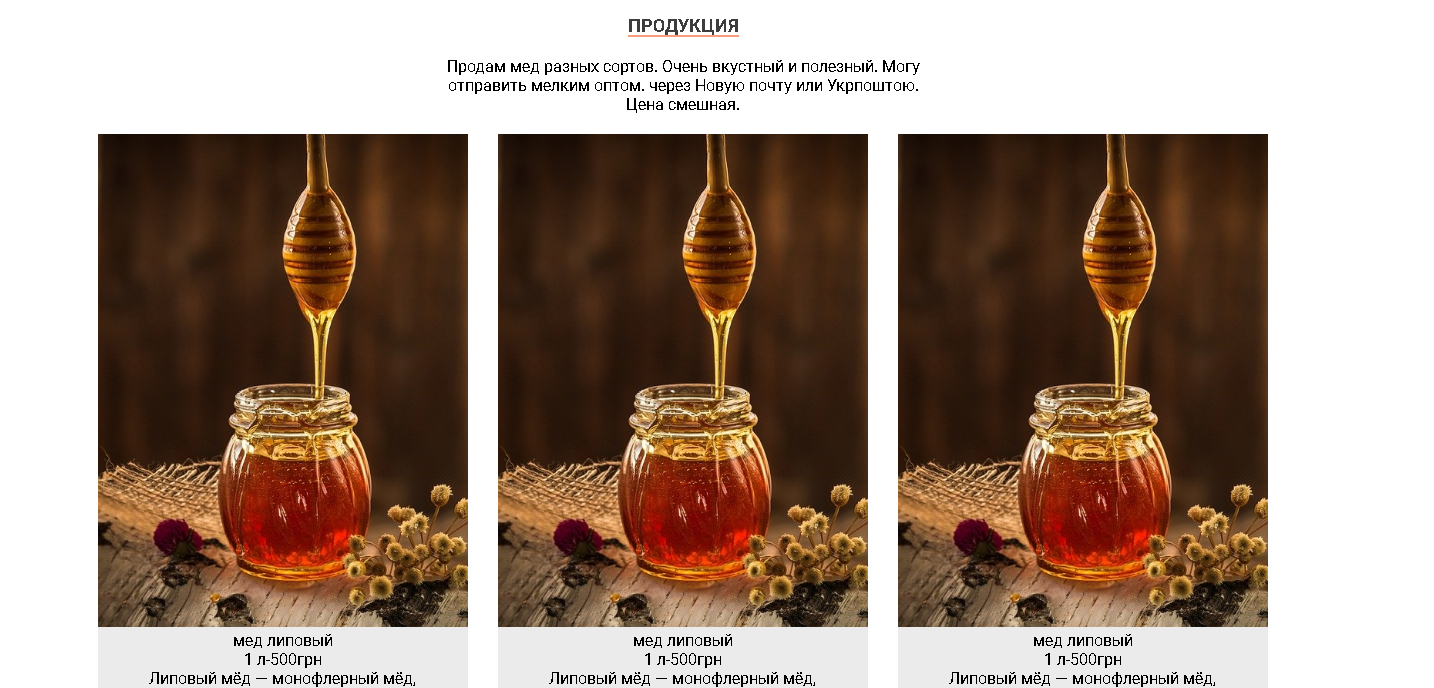 ПРОДУКЦИЯ
Продам мед разных сортов. Очень вкустный и полезный. Могу
отправить мелким оптом. через Новую почту или Укрпоштою.
Цена смешная.
мед липовый
1 л-500грн
Липовый мёд — монофлерный мёд,
мед липовый
1 л-500грн
Липовый мёд — монофлерный мёд,
мед липовый
1 л-500грн
Липовый мёд — монофлерный мёд,